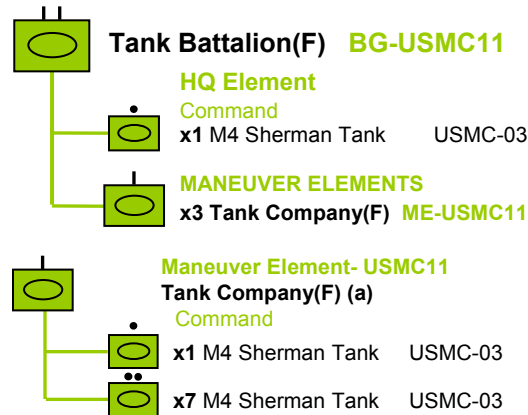 Tank Battalion(F) BG-USMC11
HQ Element
Command
x1 M4 Sherman Tank USMC-03
MANEUVER ELEMENTS
x3 Tank Company(F) ME-USMC11
Maneuver Element- USMC11
Tank Company(F) (a)
Command
x1 M4 Sherman Tank USMC-03
x7 M4 Sherman Tank USMC-03